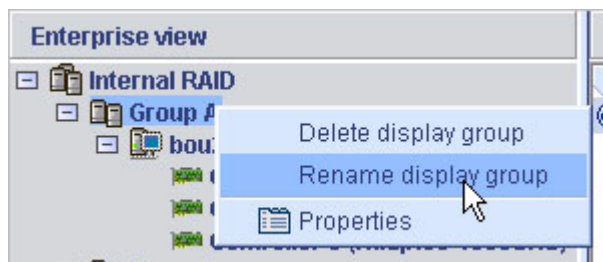 Enterprise view
Internal RAID
Group A
Delete display group
Rename display group
Properties